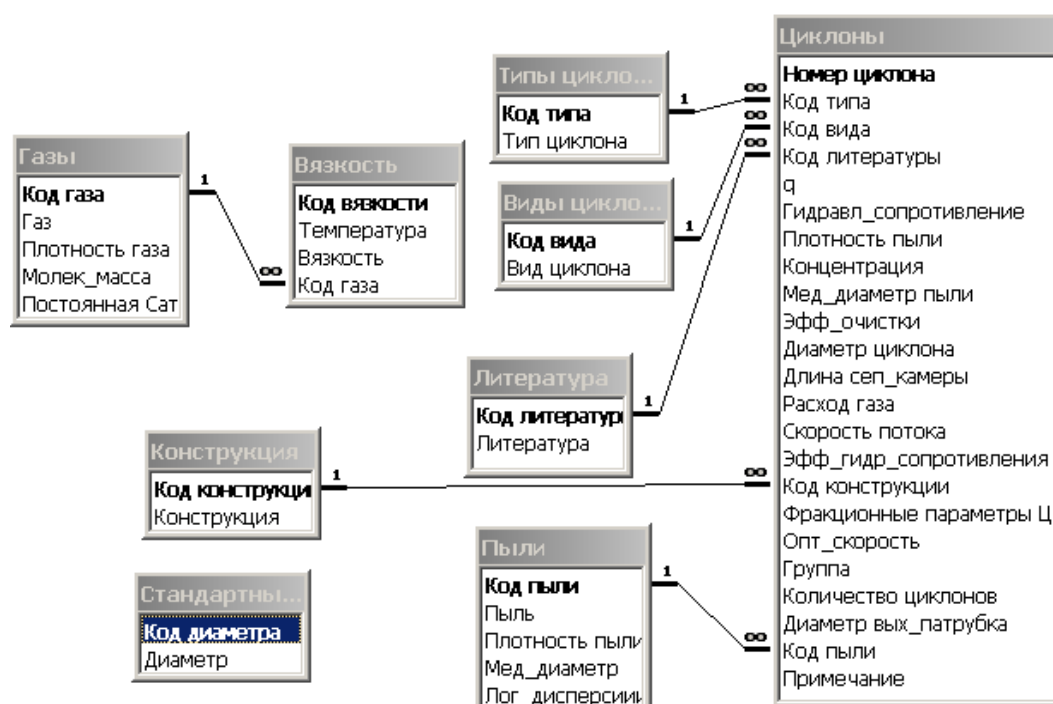 Газы
Код газа
Газ
Плотность газа
Молек_масса
Постоянная Сат
1
∞
Вязкость
Код вязкости
Температура
Вязкость
Код газа
Типы цикло...
Код типа
Тип циклона
1
∞
Виды цикло...
Код вида
Вид циклона
1
∞
Литература
Код литератур
Литература
1
∞
Конструкция
Код конструкци
Конструкция
1
∞
Стандартны...
Код диаметра
Диаметр
Пыли
Код пыли
Пыль
Плотность пыли
Мед_диаметр
Лог_дисперсии
1
∞
Циклоны
Номер циклона
Код типа
Код вида
Код литературы
q
Гидравл_сопротивление
Плотность пыли
Концентрация
Мед_диаметр пыли
Эфф_очистки
Диаметр циклона
Длина сеп_камеры
Расход газа
Скорость потока
Эфф_гидр_сопротивления
Код конструкции
Фракционные параметры Ц
Опт_скорость
Группа
Количество циклонов
Диаметр вых_патрубка
Код пыли
Примечание